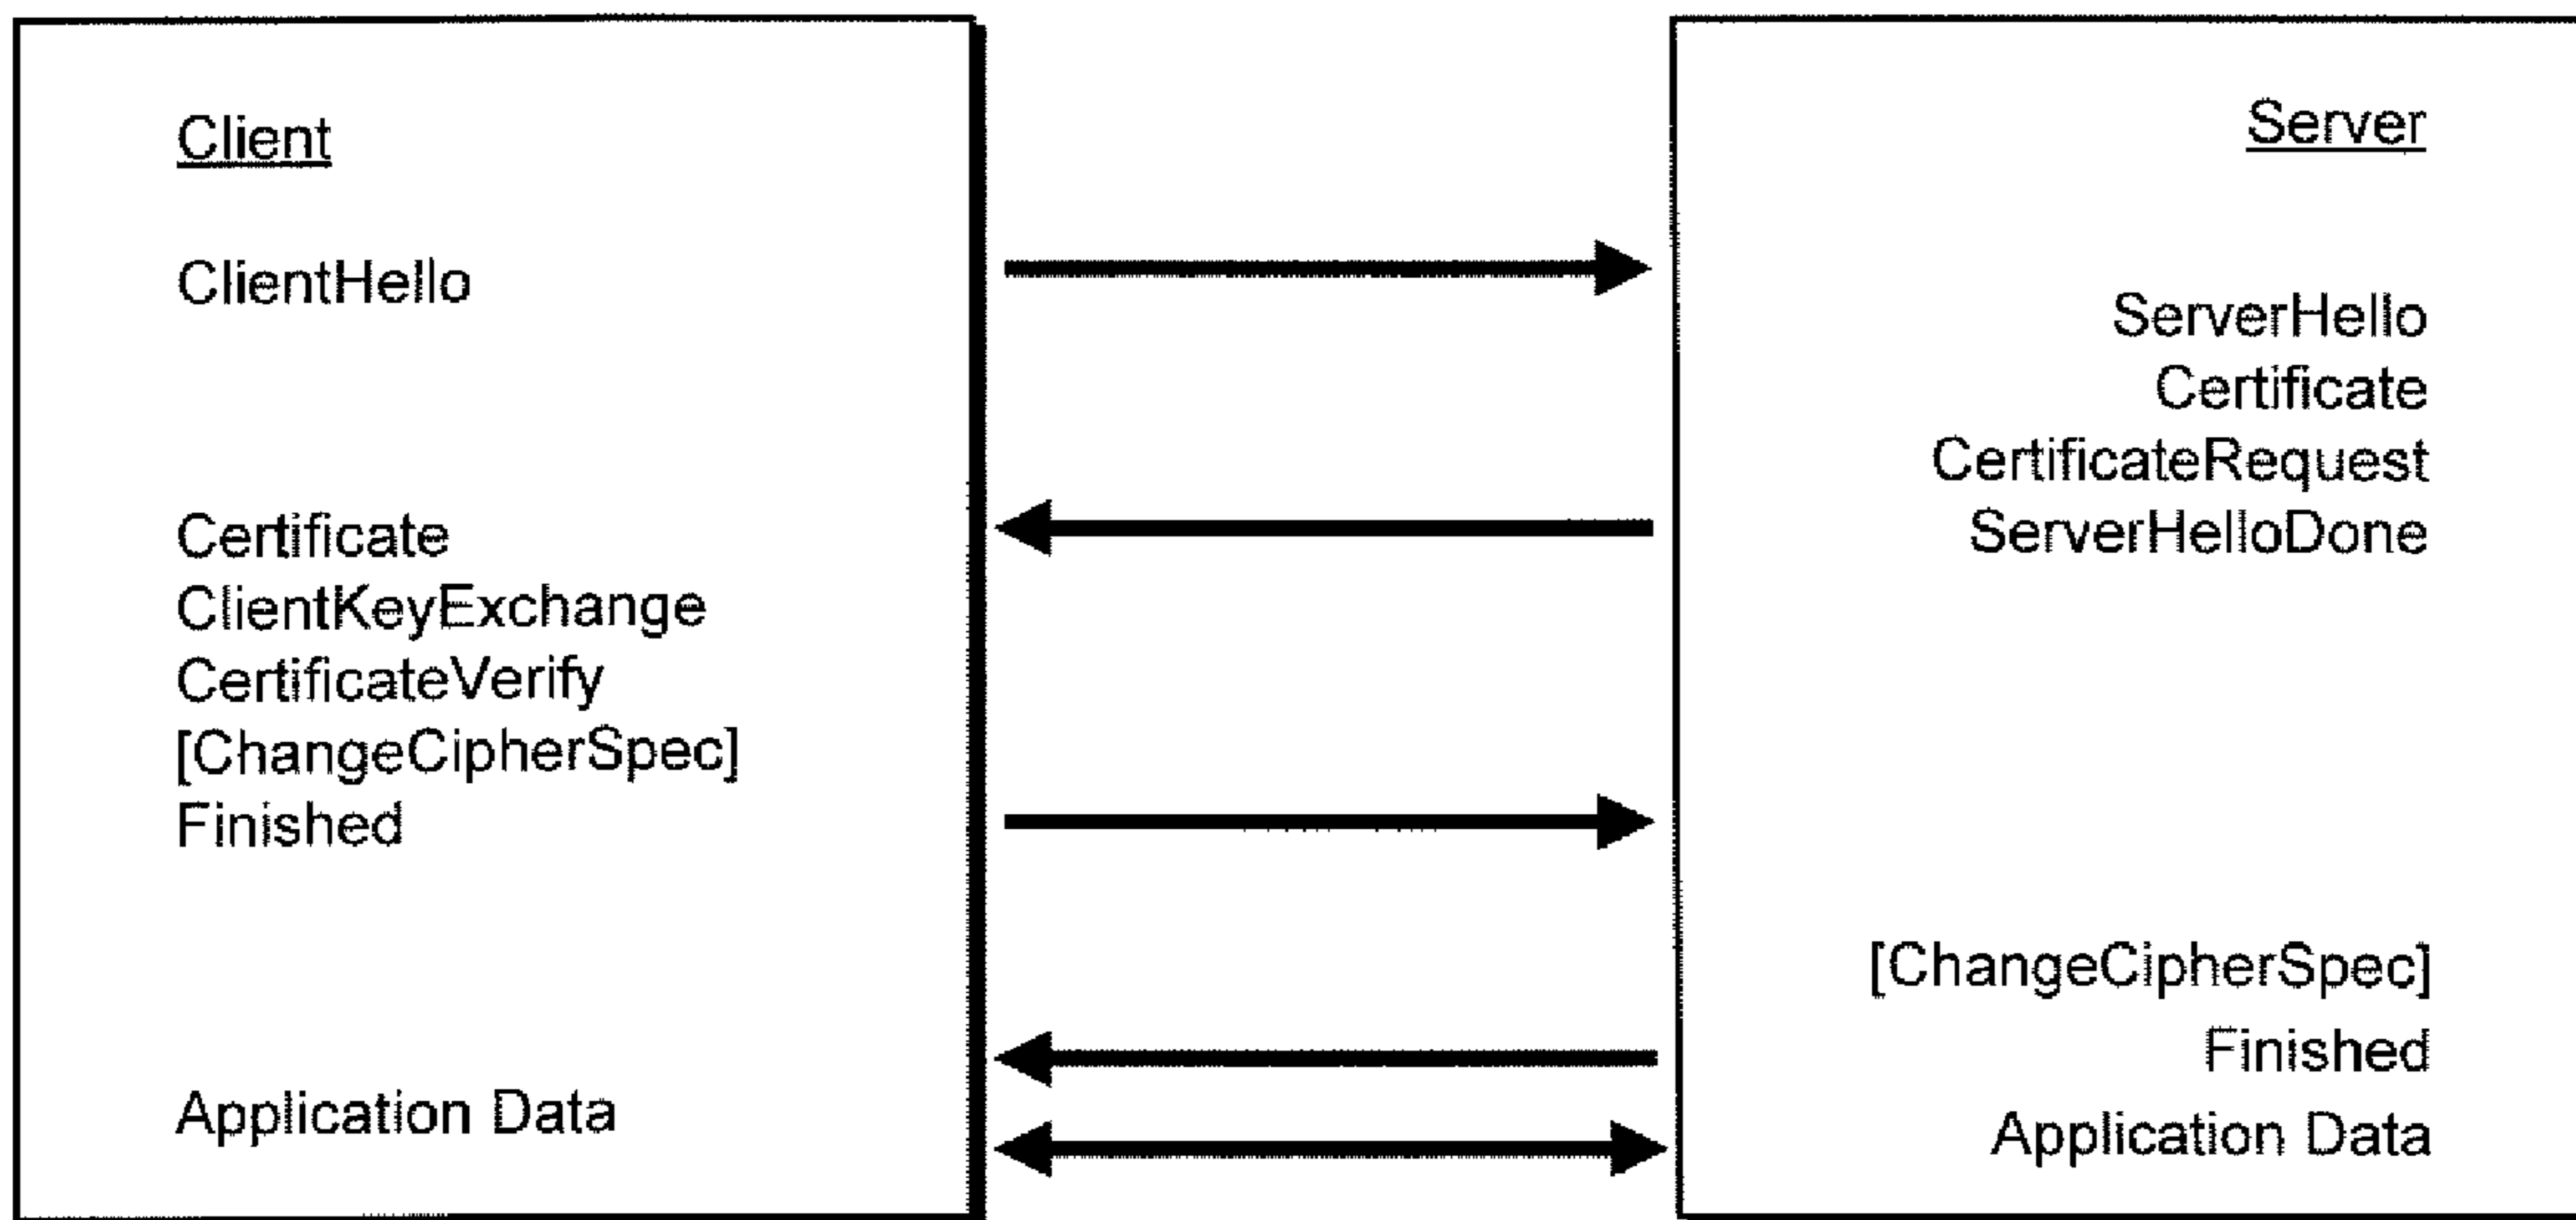 Client
ClientHello
Certificate
ClientKeyExchange
CertificateVerify
[ChangeCipherSpec]
Finished
Application Data
Server
ServerHello
Certificate
CertificateRequest
ServerHelloDone
[ChangeCipherSpec]
Finished
Application Data